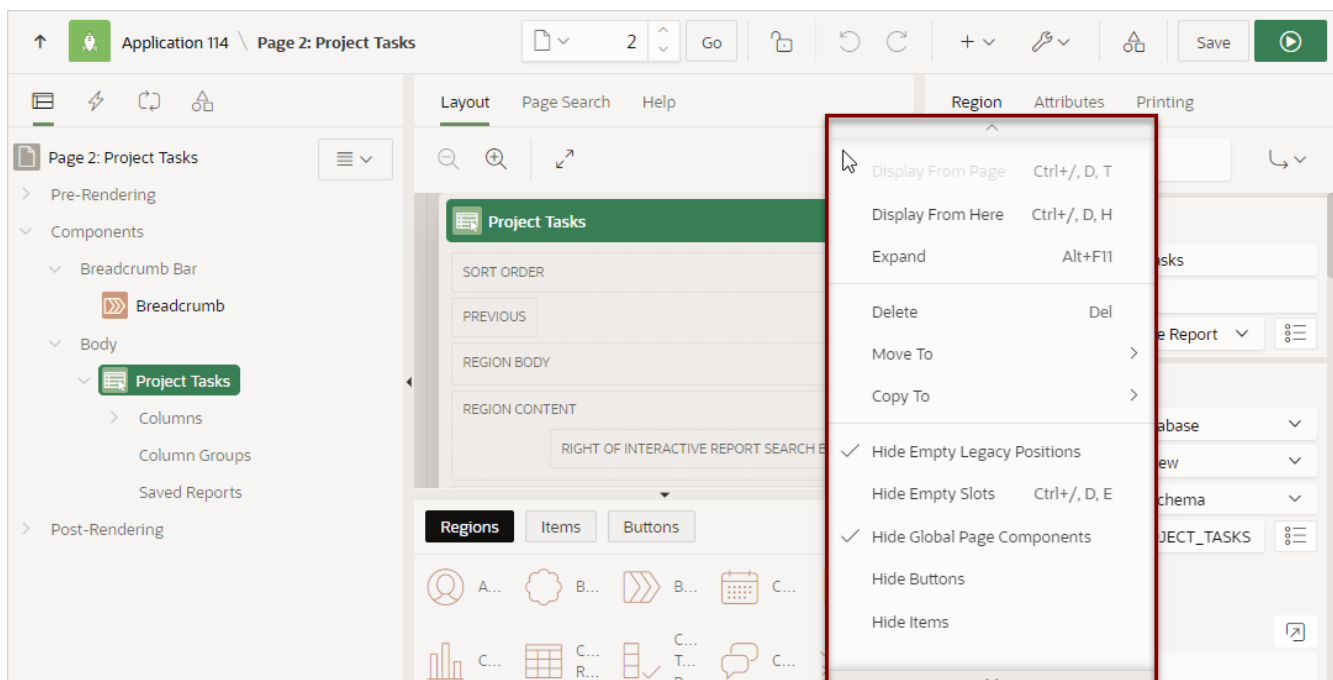 Application 114 \ Page 2: Project Tasks
2
Go
Save
Page 2: Project Tasks
Pre-Rendering
Components
Breadcrumb Bar
Breadcrumb
Body
Project Tasks
Columns
Column Groups
Saved Reports
Post-Rendering
Layout Page Search Help
Project Tasks
SORT ORDER
PREVIOUS
REGION BODY
REGION CONTENT
RIGHT OF INTERACTIVE REPORT SEARCH
Regions Items Buttons
A... B... B... C...
C... C... R... C... T... C...
Display From Page Ctrl+/, D, T
Display From Here Ctrl+/, D, H
Expand Alt+F11
Delete Del
Move To
Copy To
Hide Empty Legacy Positions
Hide Empty Slots Ctrl+/, D, E
Hide Global Page Components
Hide Buttons
Hide Items
Region Attributes Printing
asks
e Report
abase
ew
chema
JECT_TASKS